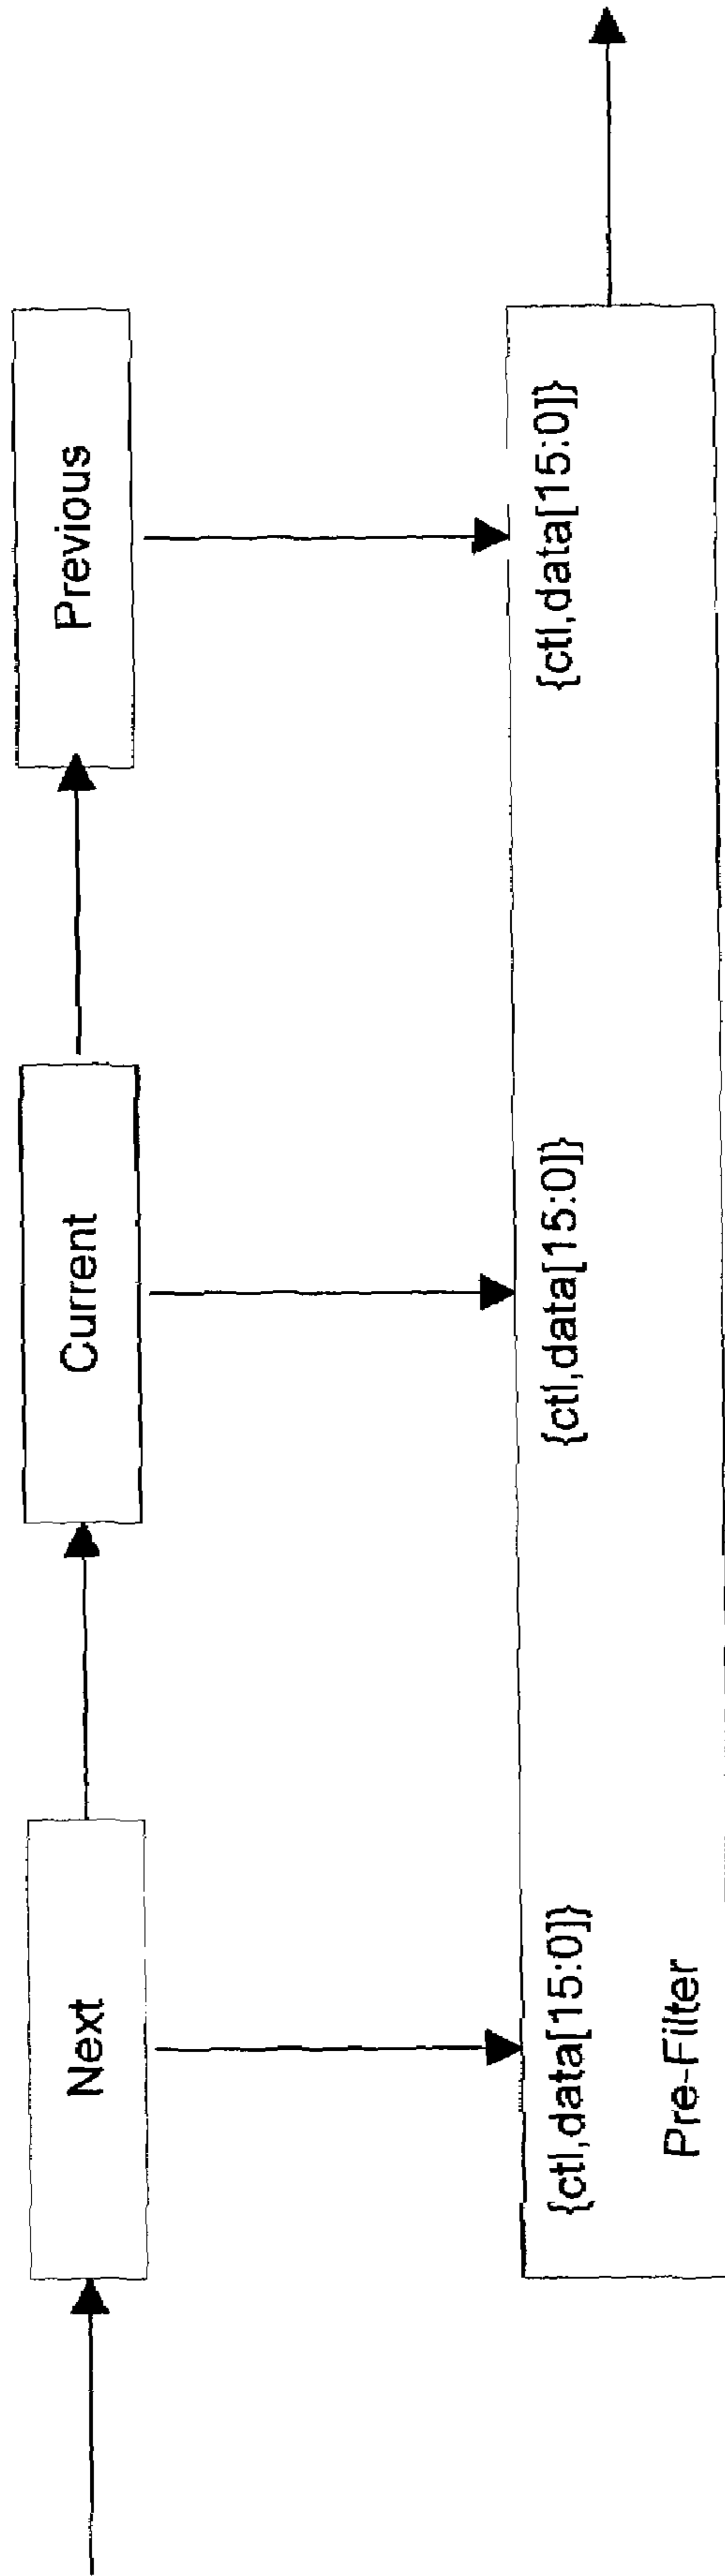 Next
Current
Previous
{ctl,data[15:0]}
{ctl,data[15:0]}
{ctl,data[15:0]}
Pre-Filter